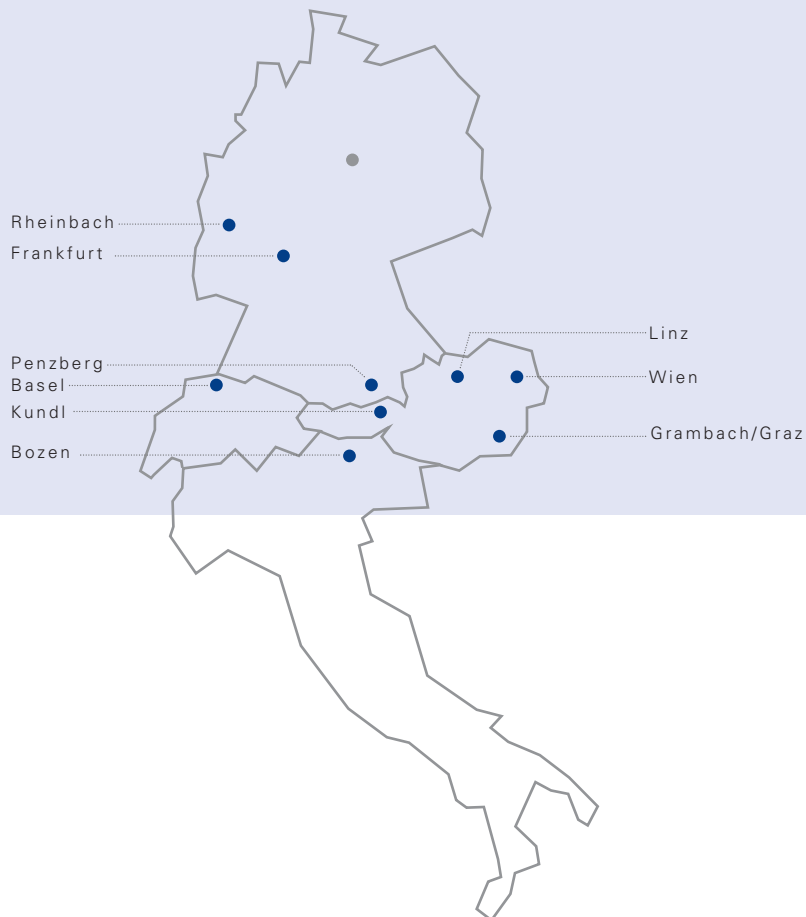 Rheinbach
Frankfurt
Linz
Penzberg
Wien
Basel
Kundl
Grambach/Graz
Bozen